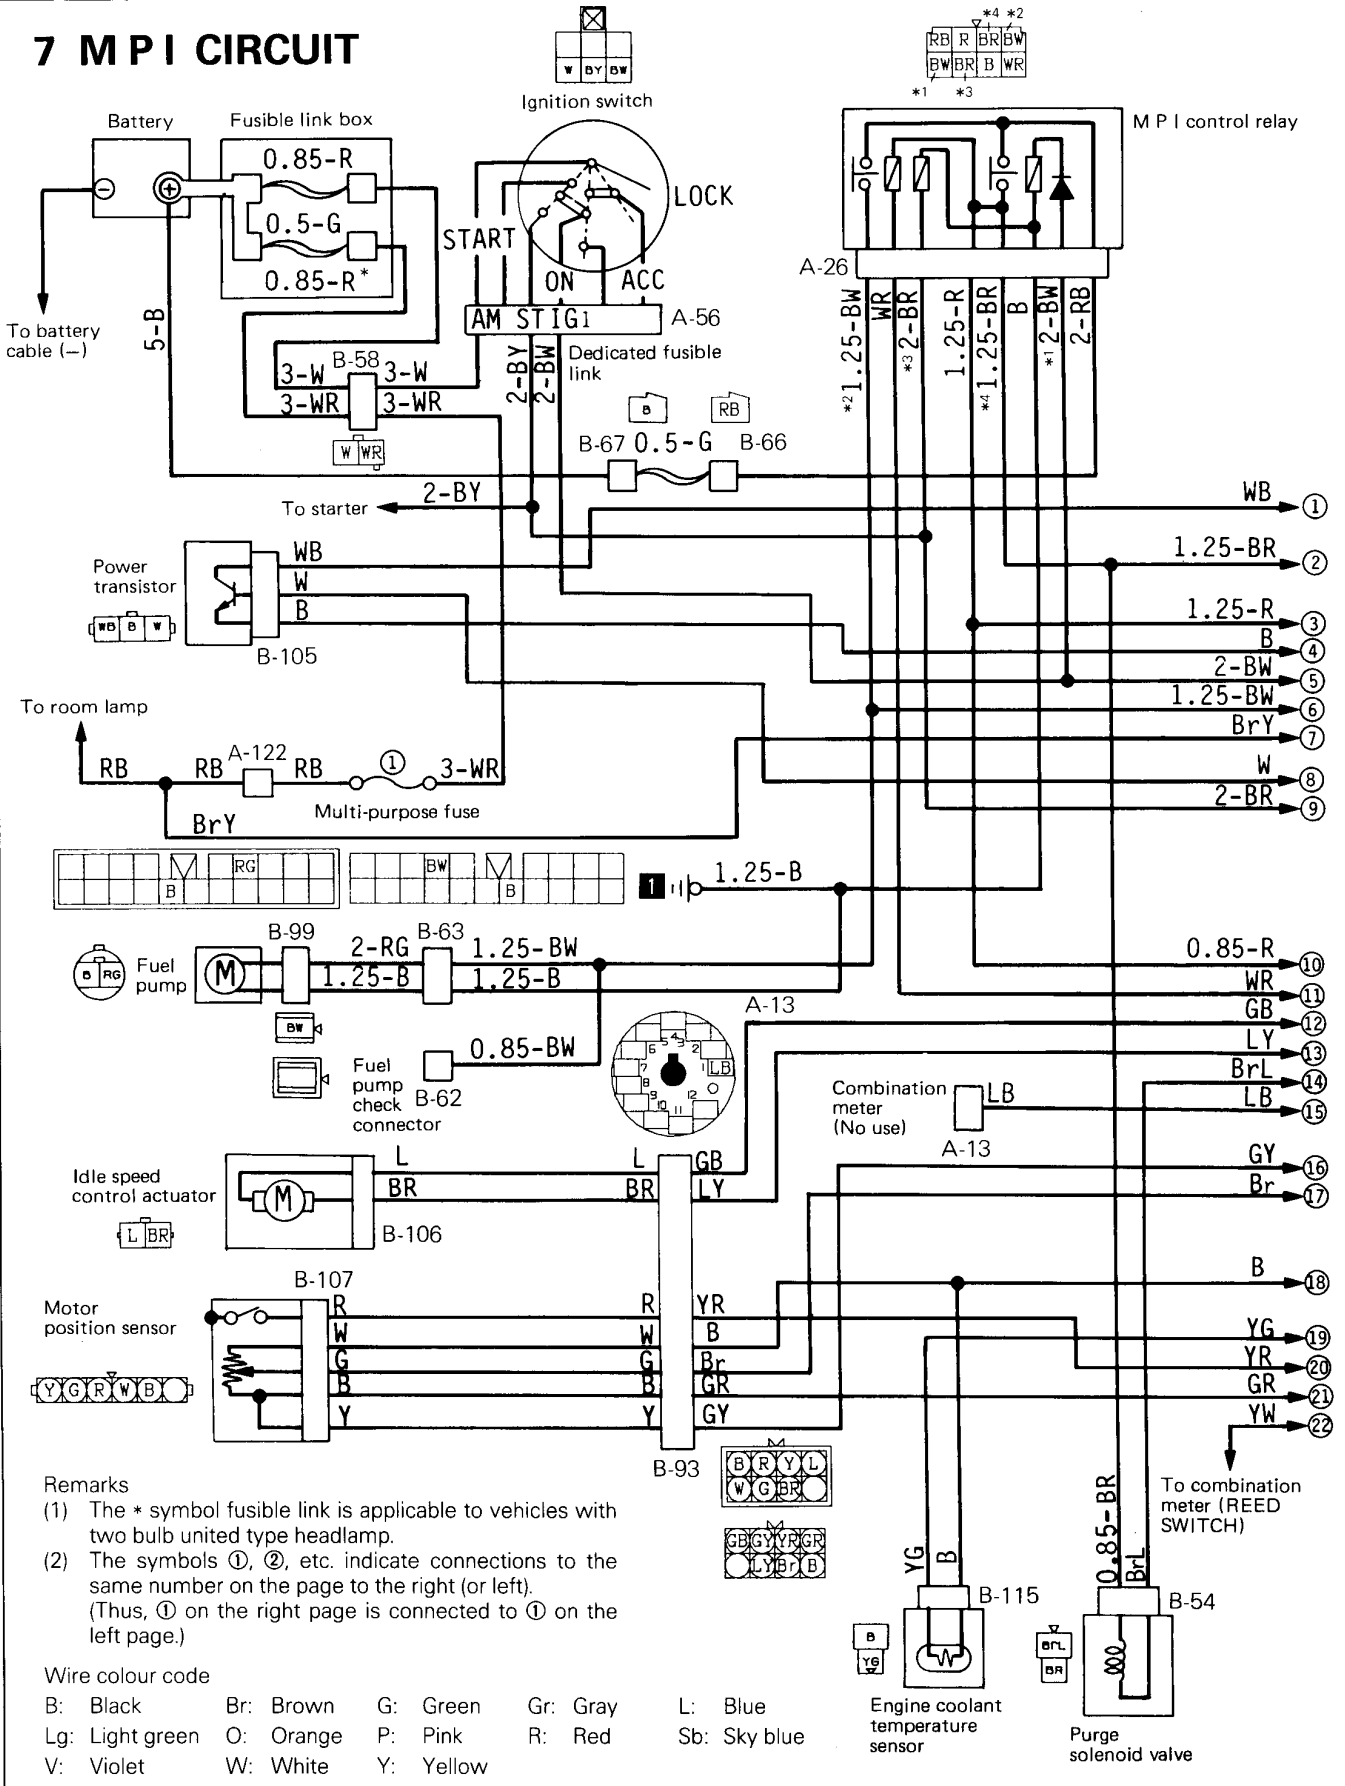 7 MPI CIRCUIT
W BY BW
Ignition switch
*4 *2
RB R BR BW
BW BR B WR
*1 *3
MPI control relay
Battery
Fusible link box
0.85-R
0.5-G
0.85-R*
LOCK
START
ON
ACC
AM ST IG1
A-56
A-26
To battery
cable (—)
5-B
B-58
3-W 3-W
3-WR 3-WR
W WR
2-BY
2-BW
Dedicated fusible
link
B RB
B-67 0.5-G B-66
*2 1.25-BW
WR
*3 2-BR
1.25-R
*4 1.25-BR
B
*1 2-BW
2-RB
To starter
2-BY
WB 1
Power
transistor
WB
W
B
WB B W
B-105
1.25-BR 2
1.25-R 3
B 4
2-BW 5
1.25-BW 6
BrY 7
W 8
2-BR 9
To room lamp
A-122
RB RB RB
1
3-WR
Multi-purpose fuse
BrY
RG
B
BW
B
1
1.25-B
B-99 B-63
2-RG 1.25-BW
1.25-B 1.25-B
B RG
Fuel
pump
M
BW
0.85-BW
Fuel
pump
check
connector
B-62
A-13
1 2 3 4 5 6 7 8 9 10 11 12
LB
0.85-R 10
WR 11
GB 12
LY 13
BrL 14
LB 15
Combination
meter
(No use)
LB
A-13
GY 16
Br 17
Idle speed
control actuator
M
L L GB
BR BR LY
L BR
B-106
B-107
Motor
position sensor
R R YR
W W B
G G Br
B B GR
Y Y GY
Y G R W B
B-93
B 18
YG 19
YR 20
GR 21
YW 22
B R Y L
W G BR
GB GY YR GR
LY Br B
To combination
meter (REED
SWITCH)
YG
B
0.85-BR
BrL
B-115
B-54
B
YG
BrL
BR
Engine coolant
temperature
sensor
Purge
solenoid valve
Remarks
(1) The * symbol fusible link is applicable to vehicles with
two bulb united type headlamp.
(2) The symbols ①, ②, etc. indicate connections to the
same number on the page to the right (or left).
(Thus, ① on the right page is connected to ① on the
left page.)
Wire colour code
B: Black Br: Brown G: Green Gr: Gray L: Blue
Lg: Light green O: Orange P: Pink R: Red Sb: Sky blue
V: Violet W: White Y: Yellow